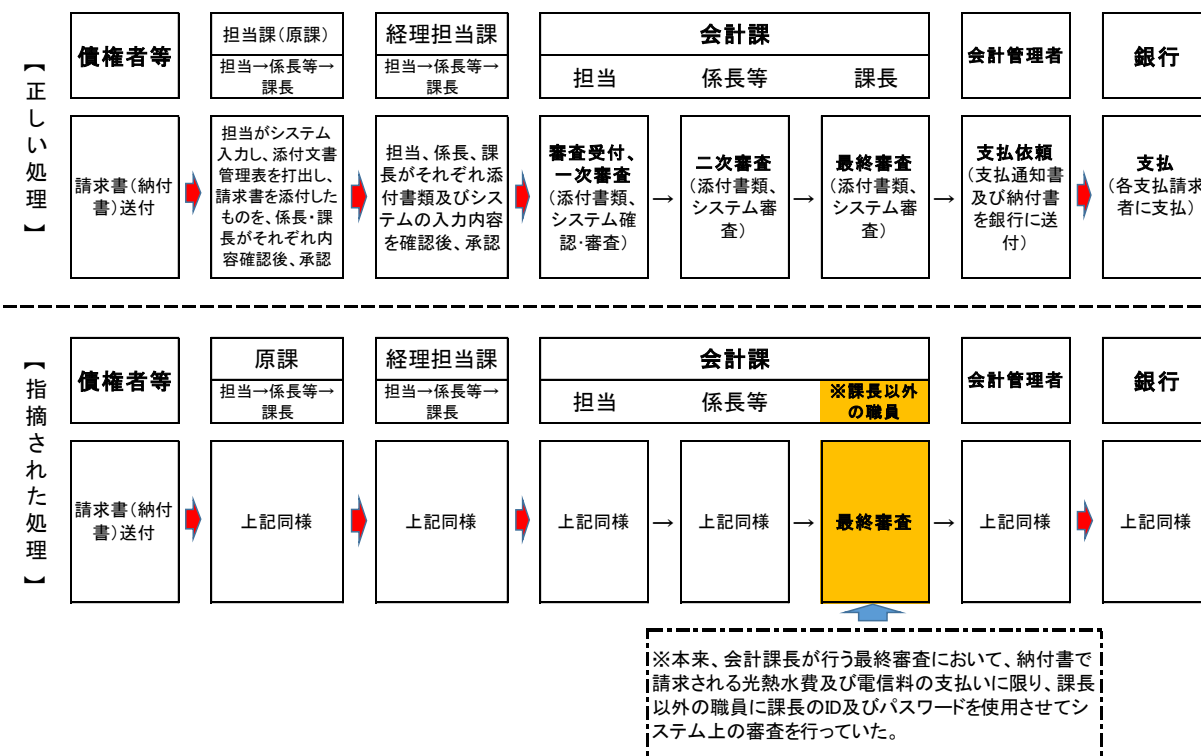 【正しい処理】
債権者等
担当課(原課)
担当→係長等→
課長
経理担当課
担当→係長等→
課長
会計課
担当
係長等
課長
会計管理者
銀行
請求書(納付
書)送付
担当がシステム
入力し、添付文書
管理表を打出し、
請求書を添付した
ものを、係長・課
長がそれぞれ内
容確認後、承認
担当、係長、課
長がそれぞれ添
付書類及びシス
テムの入力内容
を確認後、承認
審査受付、
一次審査
(添付書類、
システム確
認・審査)
→
二次審査
(添付書類、
システム審
査)
→
最終審査
(添付書類、
システム審
査)
→
支払依頼
(支払通知書
及び納付書
を銀行に送
付)
支払
(各支払請求
者に支払)
【指摘された処理】
債権者等
原課
担当→係長等→
課長
経理担当課
担当→係長等→
課長
会計課
担当
係長等
※課長以外
の職員
会計管理者
銀行
請求書(納付
書)送付
上記同様
上記同様
上記同様
→
上記同様
→
最終審査
→
上記同様
上記同様
※本来、会計課長が行う最終審査において、納付書で
請求される光熱水費及び電信料の支払いに限り、課長
以外の職員に課長のID及びパスワードを使用させてシ
ステム上の審査を行っていた。